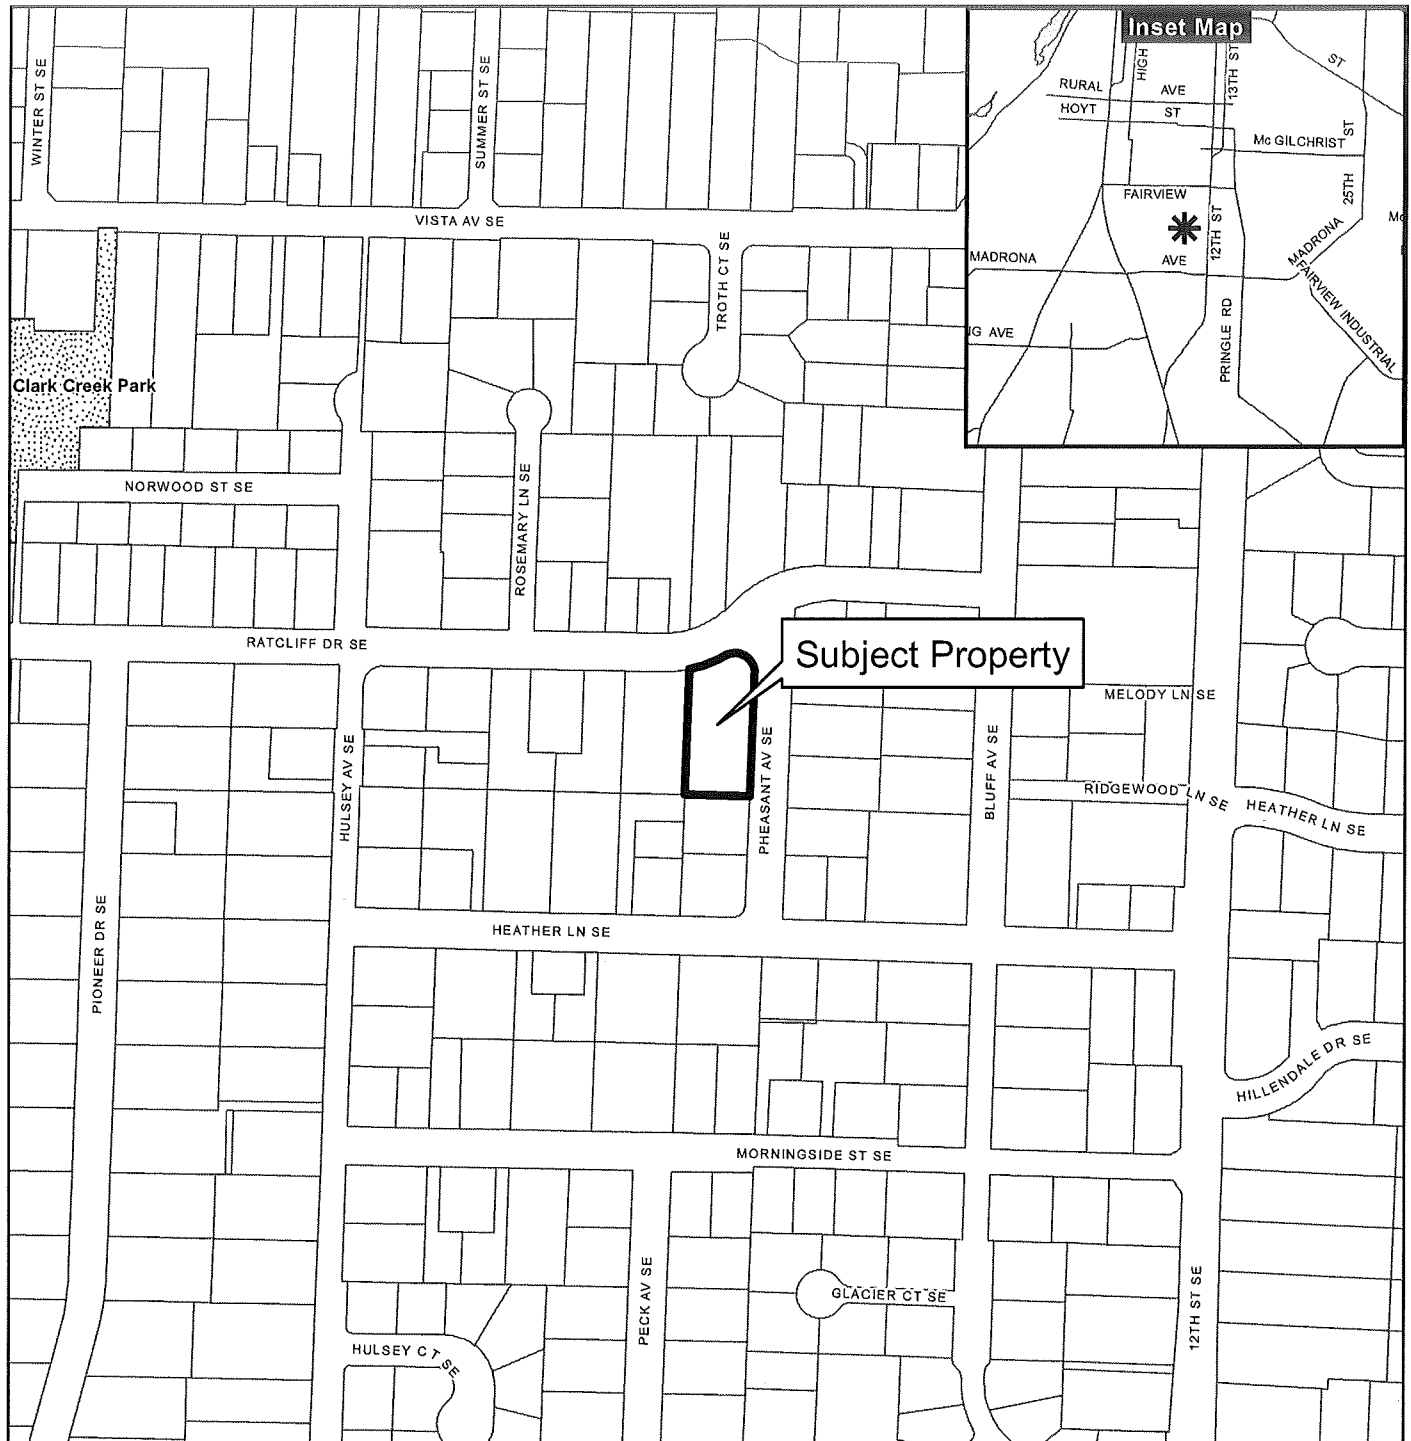 Inset Map
HIGH
13TH ST
ST
RURAL AVE
HOYT ST
Mc GILCHRIST
ST
25TH
FAIRVIEW
12TH ST
MADRONA AVE
MADRONA
FAIRVIEW INDUSTRIAL
PRINGLE RD
WINTER ST SE
SUMMER ST SE
VISTA AV SE
TROTH CT SE
Clark Creek Park
NORWOOD ST SE
ROSEMARY LN SE
RATCLIFF DR SE
Subject Property
MELODY LN SE
HULSEY AV SE
PHEASANT AV SE
BLUFF AV SE
RIDGEWOOD LN SE
HEATHER LN SE
PIONEER DR SE
HEATHER LN SE
HILLENDALE DR SE
MORNINGSIDE ST SE
PECK AV SE
GLACIER CT SE
12TH ST SE
HULSEY CT SE